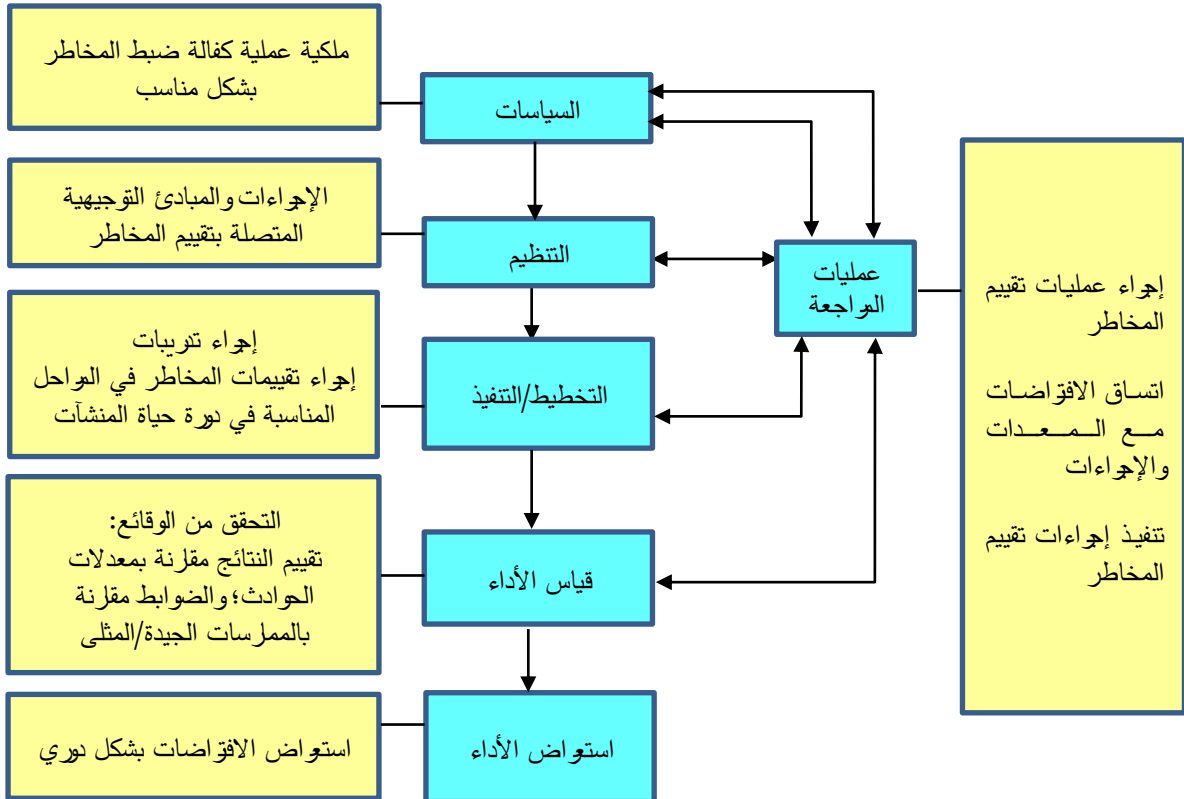 ملكية عملية كفالة ضبط المخاطر
بشكل مناسب
السياسات
الإجراءات والمبادئ التوجيهية
المتصلة بتقييم المخاطر
التنظيم
عمليات
المراجعة
إجراء عمليات تقييم
المخاطر
اتساق الافتراضات
مع المعدات
والإجراءات
تنفيذ إجراءات تقييم
المخاطر
إجراء تدريبات
إجراء تقييمات المخاطر في المراحل
المناسبة في دورة حياة المنشآت
التخطيط/التنفيذ
التحقق من الوقائع:
تقييم النتائج مقارنة بمعدلات
الحوادث؛ والضوابط مقارنة
بالممارسات الجيدة/المثلى
قياس الأداء
استعراض الافتراضات بشكل دوري
استعراض الأداء